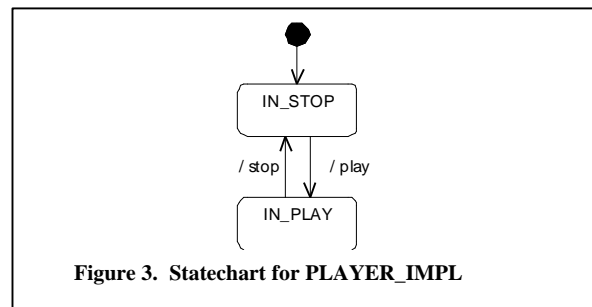 IN_STOP
/ stop
/ play
IN_PLAY
Figure 3. Statechart for PLAYER_IMPL